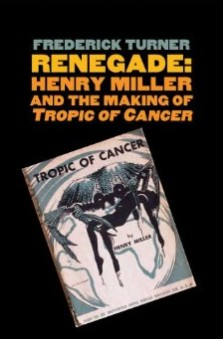 FREDERICK TURNER
RENEGADE:
HENRY MILLER
AND THE MAKING OF
TROPIC OF CANCER
TROPIC OF CANCER
by
HENRY MILLER